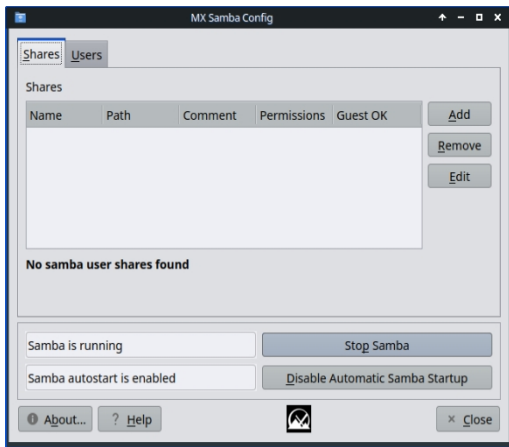 MX Samba Config
Shares Users
Shares
Name Path Comment Permissions Guest OK
Add
Remove
Edit
No samba user shares found
Samba is running Stop Samba
Samba autostart is enabled Disable Automatic Samba Startup
About... ? Help Close